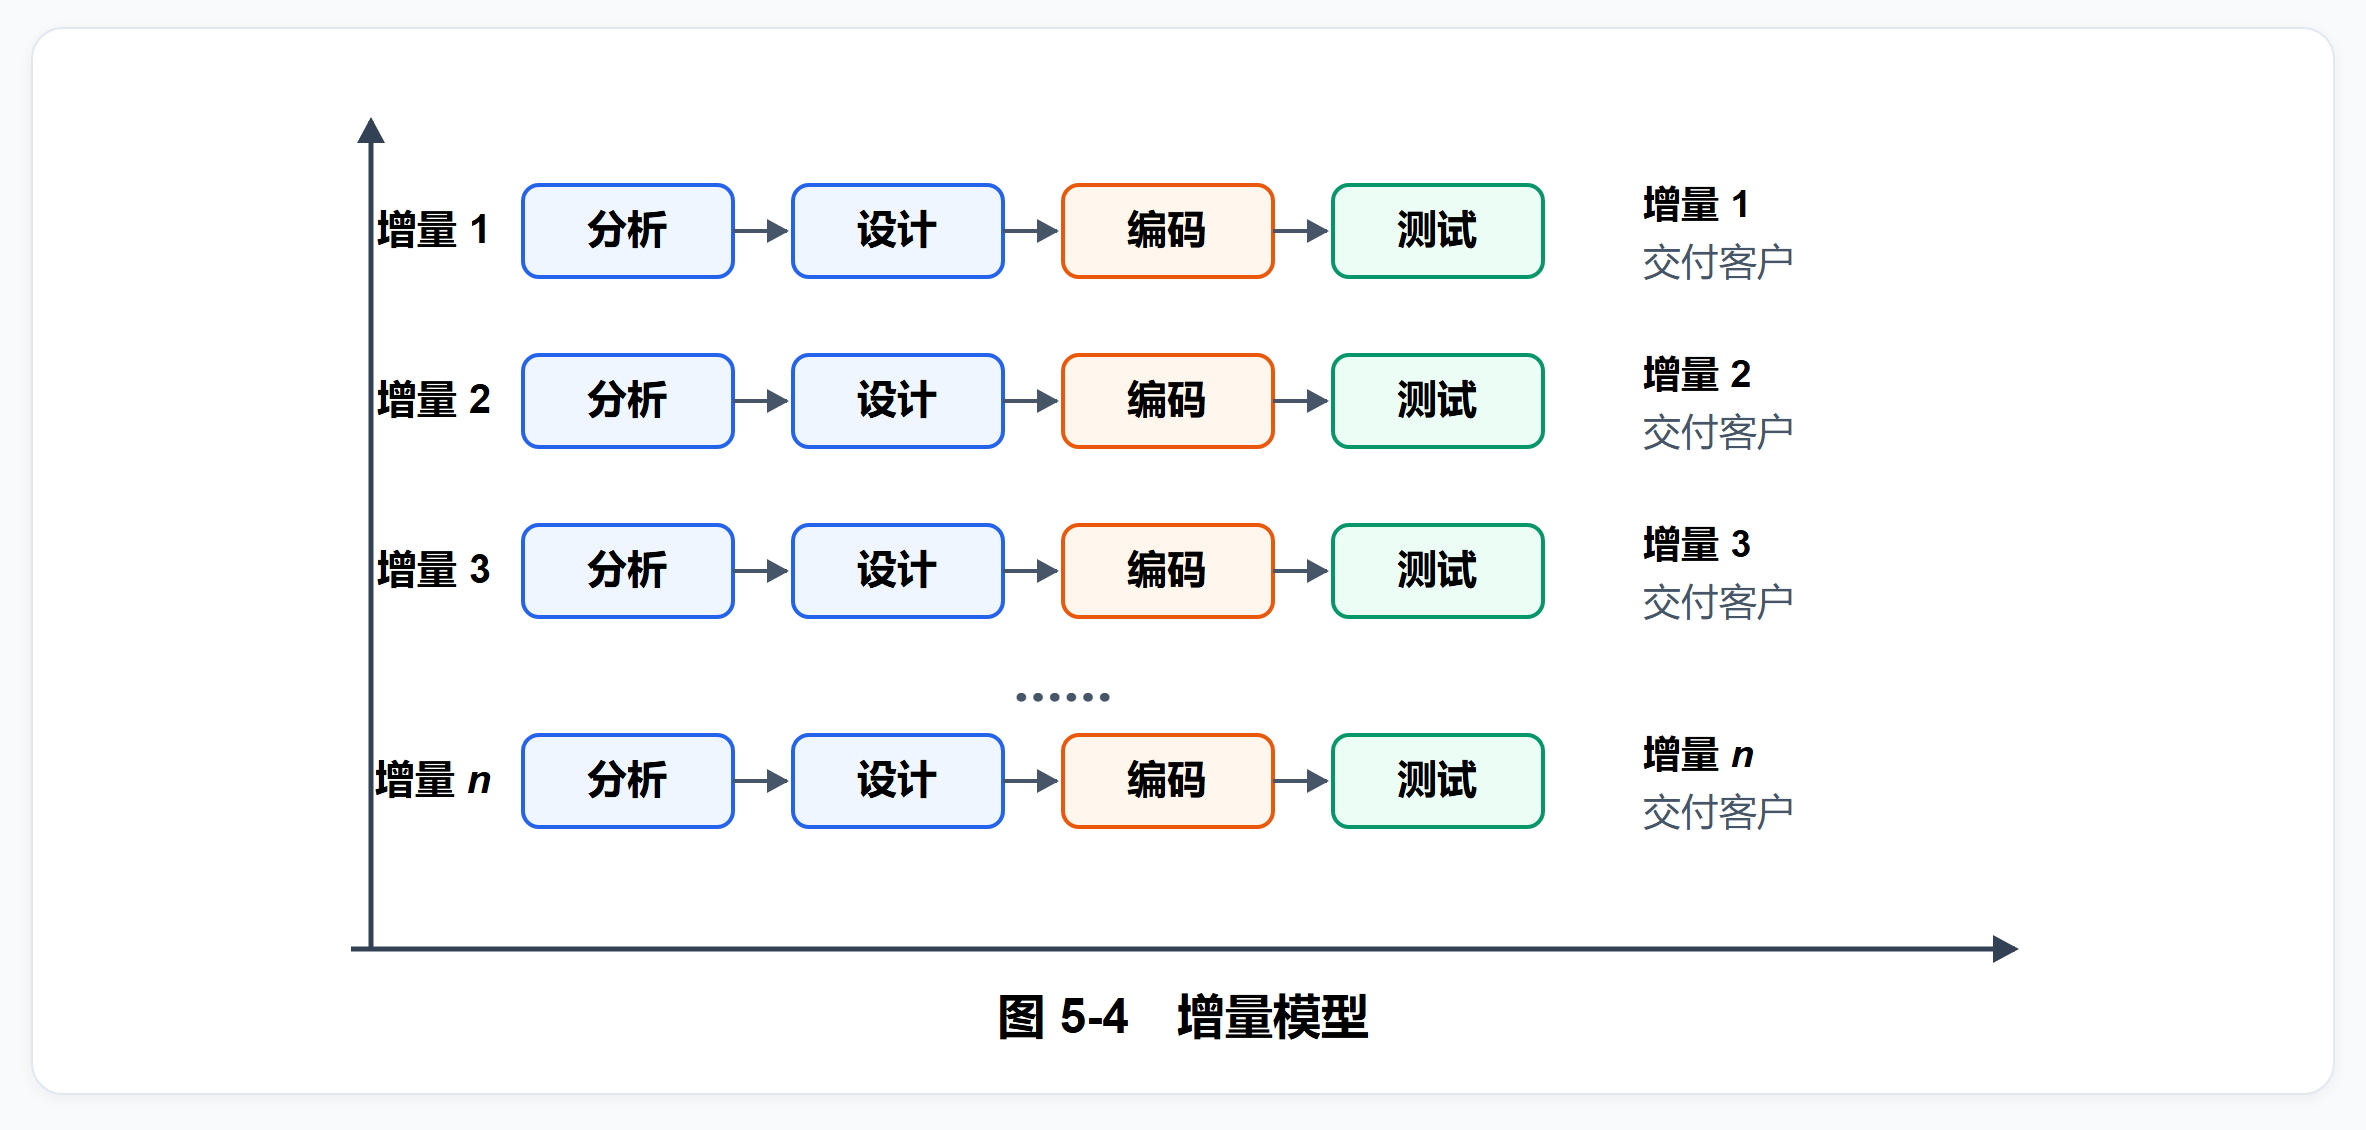 增量 1 分析 设计 编码 测试 增量 1
交付客户
增量 2 分析 设计 编码 测试 增量 2
交付客户
增量 3 分析 设计 编码 测试 增量 3
交付客户
······
增量 n 分析 设计 编码 测试 增量 n
交付客户
图 5-4 增量模型